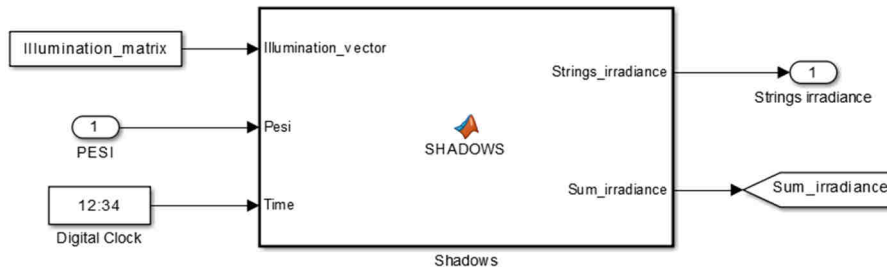 Illumination_matrix
Illumination_vector
Strings_irradiance
1
Strings irradiance
1
Pesi
PESI
SHADOWS
Sum_irradiance
Sum_irradiance
12:34
Time
Digital Clock
Shadows